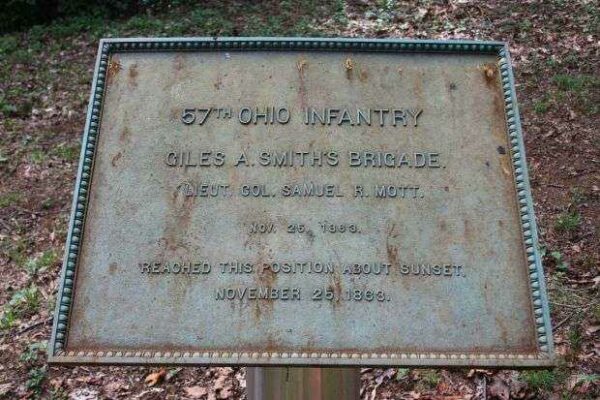 57TH OHIO INFANTRY
GILES A. SMITH'S BRIGADE.
LIEUT. COL. SAMUEL R. MOTT.
NOV. 25, 1863.
REACHED THIS POSITION ABOUT SUNSET,
NOVEMBER 25, 1863.